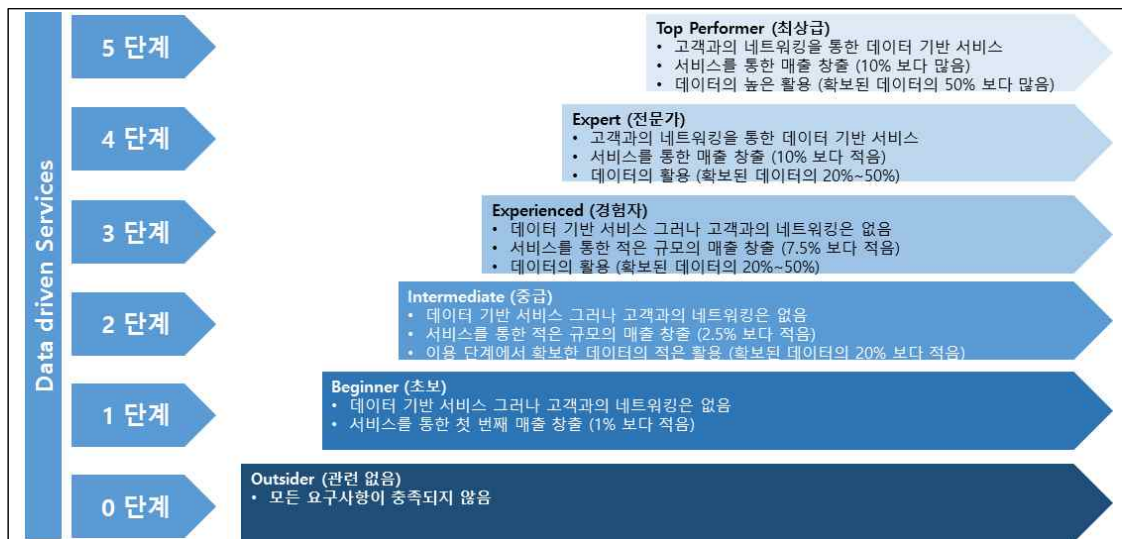 Data driven Services
5 단계
Top Performer (최상급)
• 고객과의 네트워킹을 통한 데이터 기반 서비스
• 서비스를 통한 매출 창출 (10% 보다 많음)
• 데이터의 높은 활용 (확보된 데이터의 50% 보다 많음)
4 단계
Expert (전문가)
• 고객과의 네트워킹을 통한 데이터 기반 서비스
• 서비스를 통한 매출 창출 (10% 보다 적음)
• 데이터의 활용 (확보된 데이터의 20%~50%)
3 단계
Experienced (경험자)
• 데이터 기반 서비스 그러나 고객과의 네트워킹은 없음
• 서비스를 통한 적은 규모의 매출 창출 (7.5% 보다 적음)
• 데이터의 활용 (확보된 데이터의 20%~50%)
2 단계
Intermediate (중급)
• 데이터 기반 서비스 그러나 고객과의 네트워킹은 없음
• 서비스를 통한 적은 규모의 매출 창출 (2.5% 보다 적음)
• 이용 단계에서 확보한 데이터의 적은 활용 (확보된 데이터의 20% 보다 적음)
1 단계
Beginner (초보)
• 데이터 기반 서비스 그러나 고객과의 네트워킹은 없음
• 서비스를 통한 첫 번째 매출 창출 (1% 보다 적음)
0 단계
Outsider (관련 없음)
• 모든 요구사항이 충족되지 않음